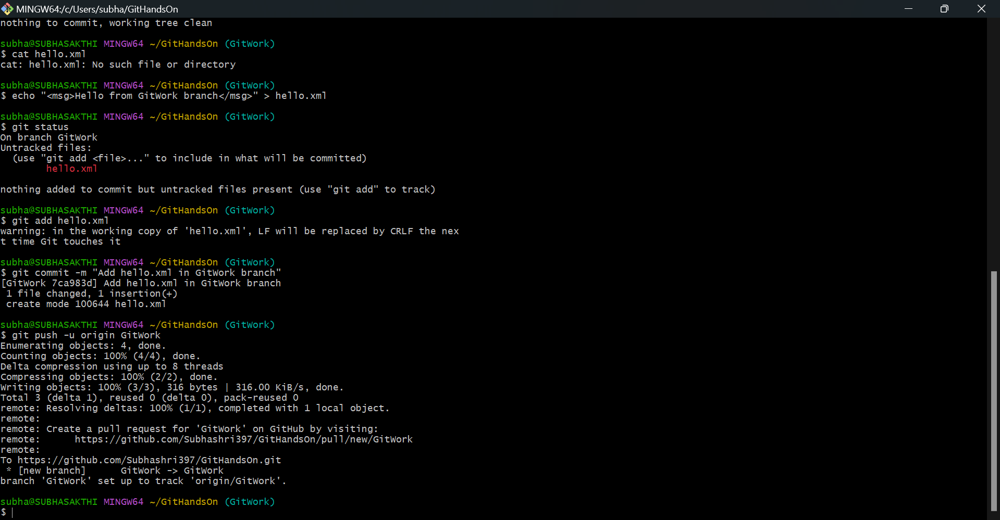 MINGW64:/c/Users/subha/GitHandsOn
nothing to commit, working tree clean
subha@SUBHASAKTHI MINGW64 ~/GitHandsOn (GitWork)
$ cat hello.xml
cat: hello.xml: No such file or directory
subha@SUBHASAKTHI MINGW64 ~/GitHandsOn (GitWork)
$ echo "<msg>Hello from GitWork branch</msg>" > hello.xml
subha@SUBHASAKTHI MINGW64 ~/GitHandsOn (GitWork)
$ git status
On branch GitWork
Untracked files:
  (use "git add <file>..." to include in what will be committed)
        hello.xml
nothing added to commit but untracked files present (use "git add" to track)
subha@SUBHASAKTHI MINGW64 ~/GitHandsOn (GitWork)
$ git add hello.xml
warning: in the working copy of 'hello.xml', LF will be replaced by CRLF the nex
t time Git touches it
subha@SUBHASAKTHI MINGW64 ~/GitHandsOn (GitWork)
$ git commit -m "Add hello.xml in GitWork branch"
[GitWork 7ca983d] Add hello.xml in GitWork branch
 1 file changed, 1 insertion(+)
 create mode 100644 hello.xml
subha@SUBHASAKTHI MINGW64 ~/GitHandsOn (GitWork)
$ git push -u origin GitWork
Enumerating objects: 4, done.
Counting objects: 100% (4/4), done.
Delta compression using up to 8 threads
Compressing objects: 100% (2/2), done.
Writing objects: 100% (3/3), 316 bytes | 316.00 KiB/s, done.
Total 3 (delta 1), reused 0 (delta 0), pack-reused 0
remote: Resolving deltas: 100% (1/1), completed with 1 local object.
remote:
remote: Create a pull request for 'GitWork' on GitHub by visiting:
remote:      https://github.com/Subhashri397/GitHandsOn/pull/new/GitWork
remote:
To https://github.com/Subhashri397/GitHandsOn.git
 * [new branch]      GitWork -> GitWork
branch 'GitWork' set up to track 'origin/GitWork'.
subha@SUBHASAKTHI MINGW64 ~/GitHandsOn (GitWork)
$